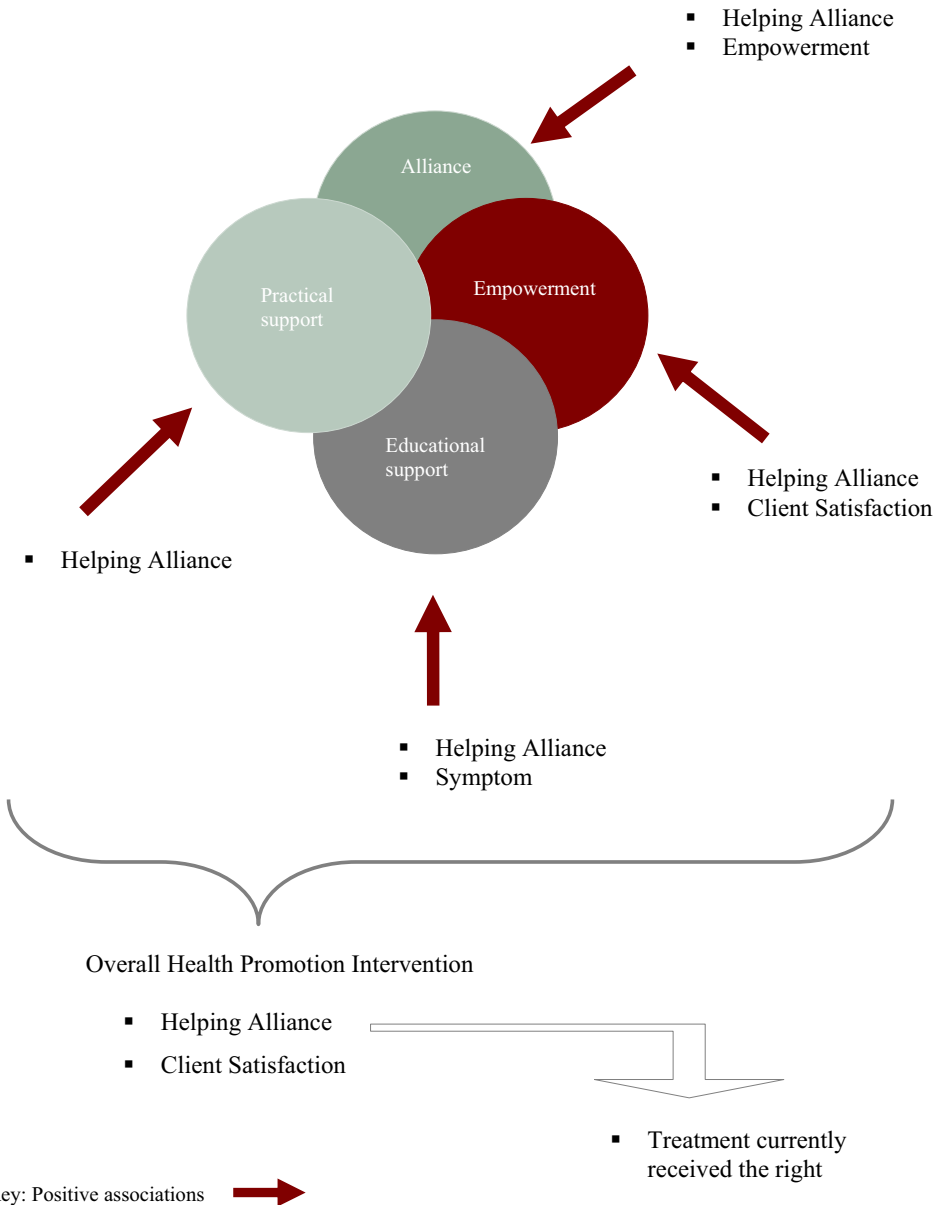 ▪ Helping Alliance
▪ Empowerment
Alliance
Empowerment
Practical
support
Educational
support
▪ Helping Alliance
▪ Client Satisfaction
▪ Helping Alliance
▪ Helping Alliance
▪ Symptom
Overall Health Promotion Intervention
▪ Helping Alliance
▪ Client Satisfaction
▪ Treatment currently
received the right
ey: Positive associations